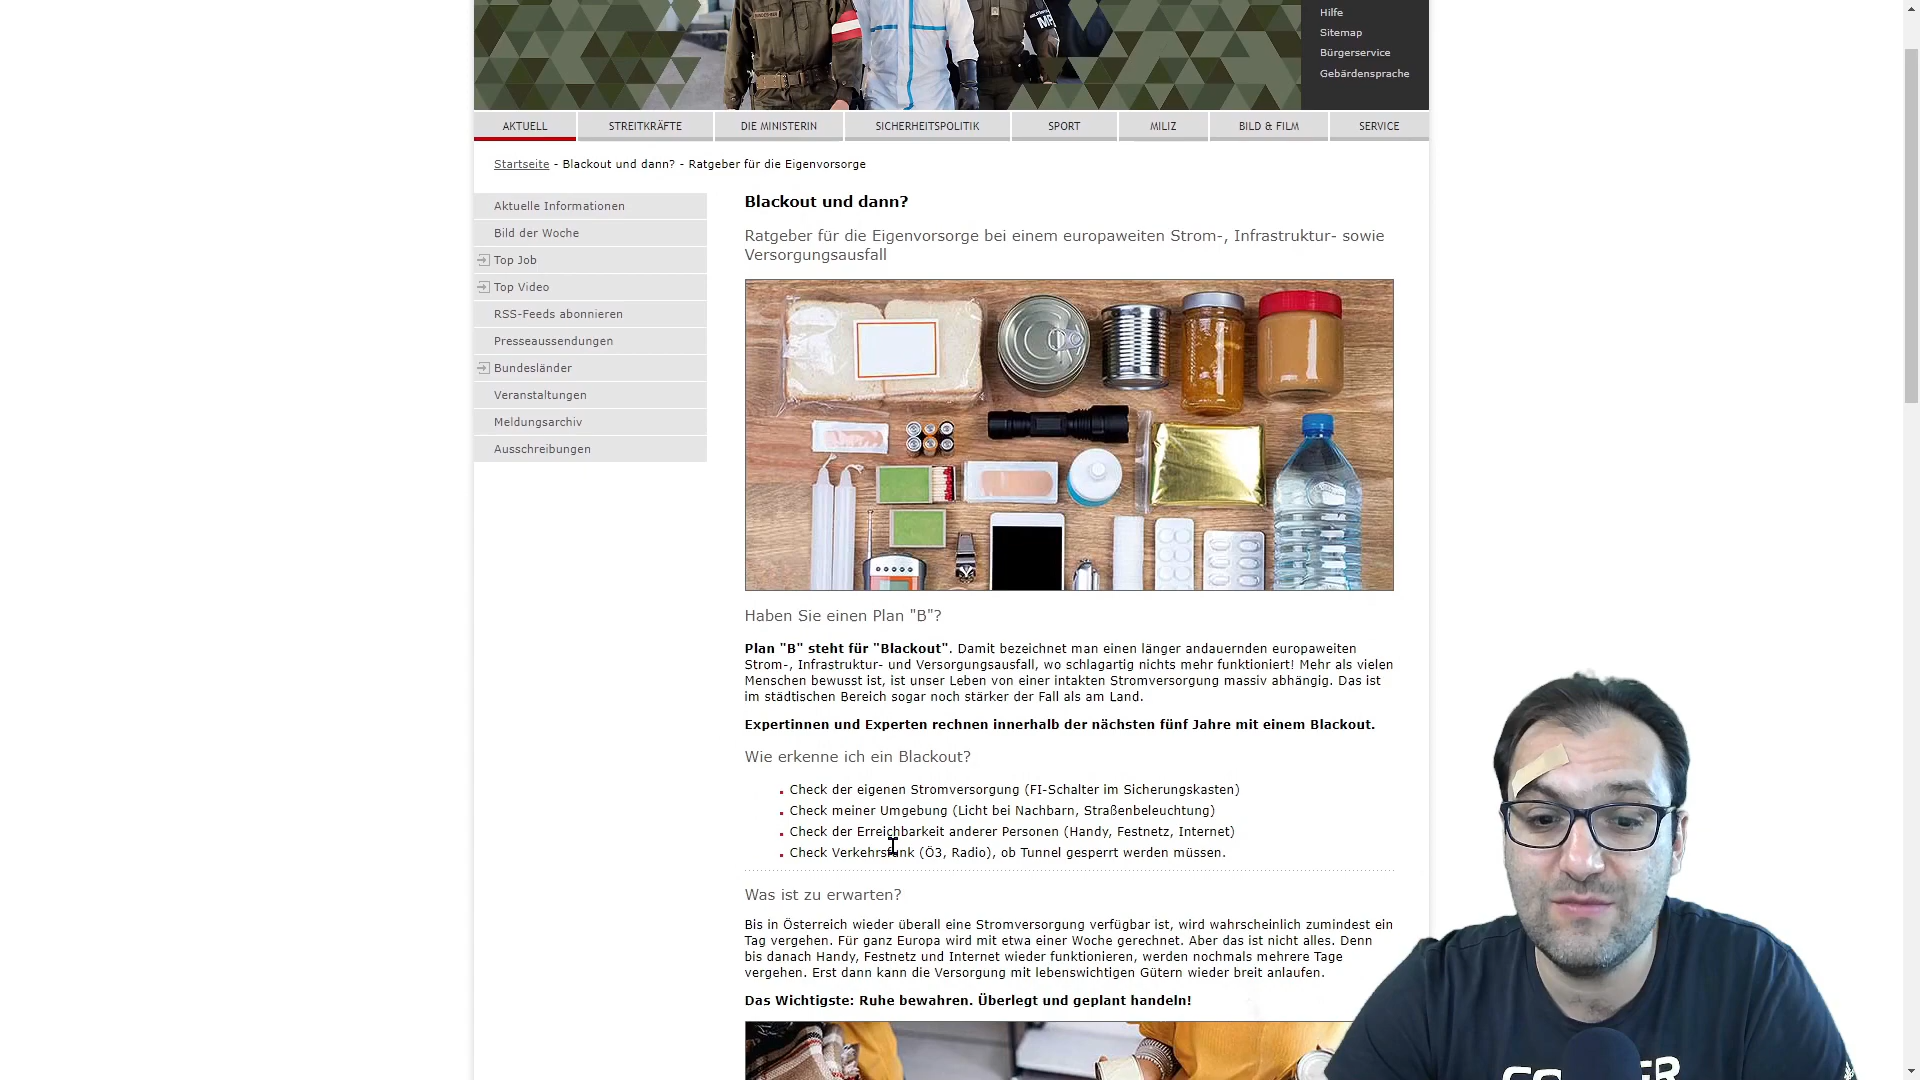 MP
Hilfe
Sitemap
Bürgerservice
Gebärdensprache
AKTUELL
STREITKRÄFTE
DIE MINISTERIN
SICHERHEITSPOLITIK
SPORT
MILIZ
BILD & FILM
SERVICE
Startseite - Blackout und dann? - Ratgeber für die Eigenvorsorge
Aktuelle Informationen
Bild der Woche
Top Job
Top Video
RSS-Feeds abonnieren
Presseaussendungen
Bundesländer
Veranstaltungen
Meldungsarchiv
Ausschreibungen
Blackout und dann?
Ratgeber für die Eigenvorsorge bei einem europaweiten Strom-, Infrastruktur- sowie
Versorgungsausfall
Haben Sie einen Plan "B"?
Plan "B" steht für "Blackout". Damit bezeichnet man einen länger andauernden europaweiten
Strom-, Infrastruktur- und Versorgungsausfall, wo schlagartig nichts mehr funktioniert! Mehr als vielen
Menschen bewusst ist, ist unser Leben von einer intakten Stromversorgung massiv abhängig. Das ist
im städtischen Bereich sogar noch stärker der Fall als am Land.
Expertinnen und Experten rechnen innerhalb der nächsten fünf Jahre mit einem Blackout.
Wie erkenne ich ein Blackout?
Check der eigenen Stromversorgung (FI-Schalter im Sicherungskasten)
Check meiner Umgebung (Licht bei Nachbarn, Straßenbeleuchtung)
Check der Erreichbarkeit anderer Personen (Handy, Festnetz, Internet)
Check Verkehrsfunk (Ö3, Radio), ob Tunnel gesperrt werden müssen.
Was ist zu erwarten?
Bis in Österreich wieder überall eine Stromversorgung verfügbar ist, wird wahrscheinlich zumindest ein
Tag vergehen. Für ganz Europa wird mit etwa einer Woche gerechnet. Aber das ist nicht alles. Denn
bis danach Handy, Festnetz und Internet wieder funktionieren, werden nochmals mehrere Tage
vergehen. Erst dann kann die Versorgung mit lebenswichtigen Gütern wieder breit anlaufen.
Das Wichtigste: Ruhe bewahren. Überlegt und geplant handeln!